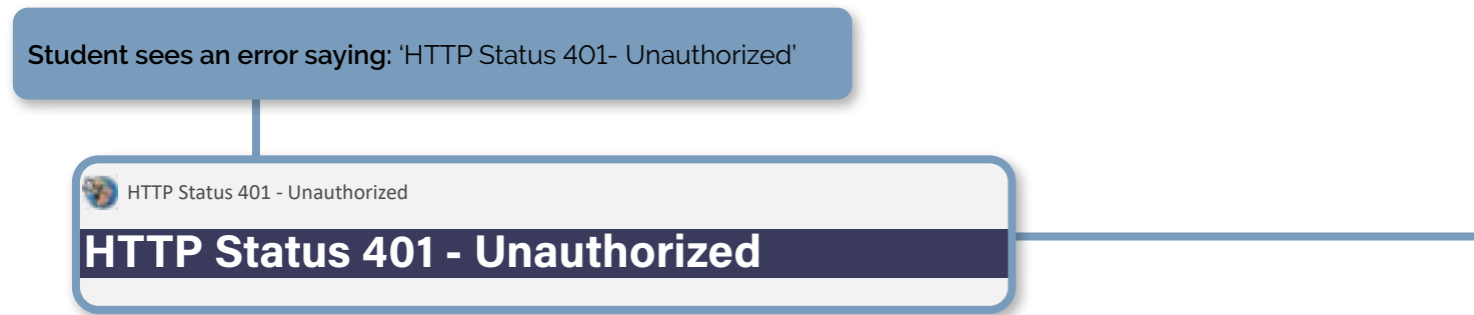 Student sees an error saying: ‘HTTP Status 401- Unauthorized’
HTTP Status 401 - Unauthorized
HTTP Status 401 - Unauthorized